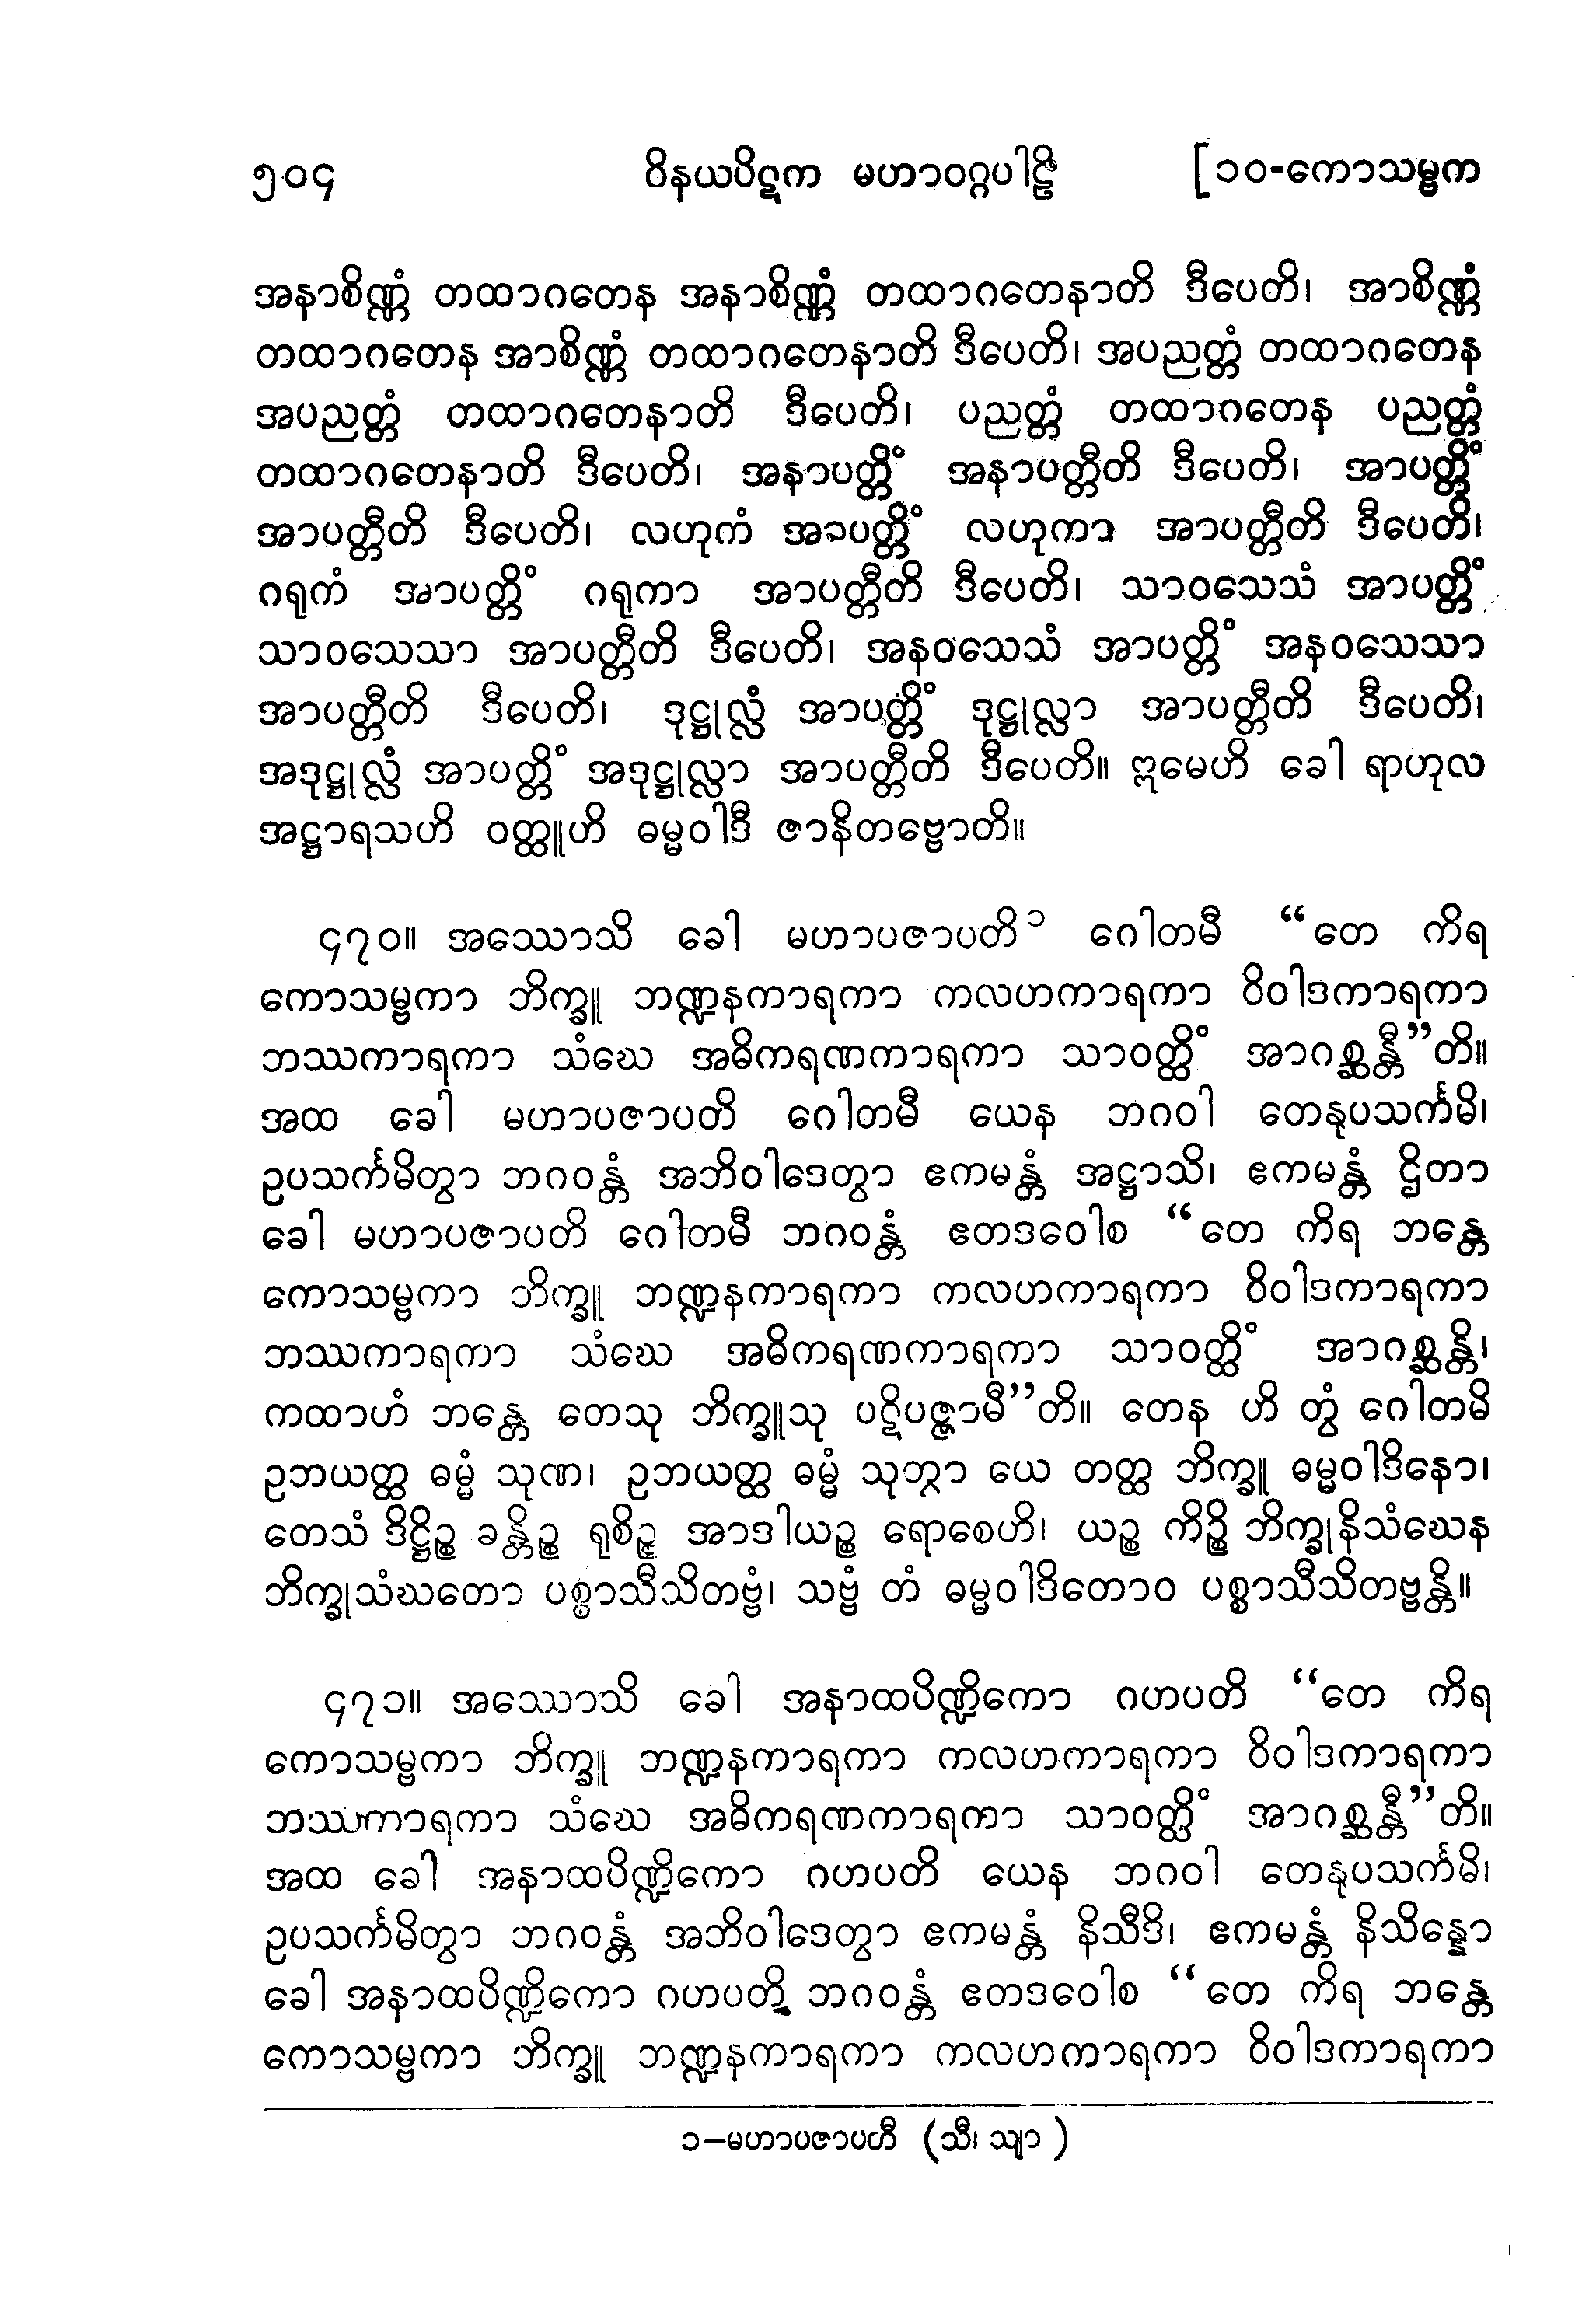 ၅၀၄ ဝိနယပိဋက မဟာဝဂ္ဂပါဠိ [၁၀-ကောသမ္ဗက
အနာစိဏ္ဏံ တထာဂတေန အနာစိဏ္ဏံ တထာဂတေနာတိ ဒီပေတိ၊ အာစိဏ္ဏံ
တထာဂတေန အာစိဏ္ဏံ တထာဂတေနာတိ ဒီပေတိ၊ အပညတ္တံ တထာဂတေန
အပညတ္တံ တထာဂတေနာတိ ဒီပေတိ၊ ပညတ္တံ တထာဂတေန ပညတ္တံ
တထာဂတေနာတိ ဒီပေတိ၊ အနာပတ္တိံ အနာပတ္တီတိ ဒီပေတိ၊ အာပတ္တိံ
အာပတ္တီတိ ဒီပေတိ၊ လဟုကံ အာပတ္တိံ လဟုကာ အာပတ္တီတိ ဒီပေတိ၊
ဂရုကံ အာပတ္တိံ ဂရုကာ အာပတ္တီတိ ဒီပေတိ၊ သာဝသေသံ အာပတ္တိံ
သာဝသေသာ အာပတ္တီတိ ဒီပေတိ၊ အနဝသေသံ အာပတ္တိံ အနဝသေသာ
အာပတ္တီတိ ဒီပေတိ၊ ဒုဋ္ဌုလ္လံ အာပတ္တိံ ဒုဋ္ဌုလ္လာ အာပတ္တီတိ ဒီပေတိ၊
အဒုဋ္ဌုလ္လံ အာပတ္တိံ အဒုဋ္ဌုလ္လာ အာပတ္တီတိ ဒီပေတိ။ ဣမေဟိ ခေါ ရာဟုလ
အဋ္ဌာရသဟိ ဝတ္ထူဟိ ဓမ္မဝါဒီ ဇာနိတဗ္ဗောတိ။
၄၇၀။ အဿောသိ ခေါ မဟာပဇာပတိ ၁ ဂေါတမီ “တေ ကိရ
ကောသမ္ဗကာ ဘိက္ခူ ဘဏ္ဍနကာရကာ ကလဟကာရကာ ဝိဝါဒကာရကာ
ဘဿကာရကာ သံဃေ အဓိကရဏကာရကာ သာဝတ္ထိံ အာဂစ္ဆန္တီ”တိ။
အထ ခေါ မဟာပဇာပတိ ဂေါတမီ ယေန ဘဂဝါ တေနုပသင်္ကမိ၊
ဥပသင်္ကမိတွာ ဘဂဝန္တံ အဘိဝါဒေတွာ ဧကမန္တံ အဋ္ဌာသိ၊ ဧကမန္တံ ဌိတာ
ခေါ မဟာပဇာပတိ ဂေါတမီ ဘဂဝန္တံ ဧတဒဝေါစ “တေ ကိရ ဘန္တေ
ကောသမ္ဗကာ ဘိက္ခူ ဘဏ္ဍနကာရကာ ကလဟကာရကာ ဝိဝါဒကာရကာ
ဘဿကာရကာ သံဃေ အဓိကရဏကာရကာ သာဝတ္ထိံ အာဂစ္ဆန္တိ၊
ကထာဟံ ဘန္တေ တေသု ဘိက္ခူသု ပဋိပဇ္ဇာမီ”တိ။ တေန ဟိ တွံ ဂေါတမိ
ဥဘယတ္ထ ဓမ္မံ သုဏ၊ ဥဘယတ္ထ ဓမ္မံ သုတွာ ယေ တတ္ထ ဘိက္ခူ ဓမ္မဝါဒိနော၊
တေသံ ဒိဋ္ဌိဉ္စ ခန္တိဉ္စ ရုစိဉ္စ အာဒါယဉ္စ ရောစေဟိ၊ ယဉ္စ ကိဉ္စိ ဘိက္ခုနိသံဃေန
ဘိက္ခုသံဃတော ပစ္စာသီသိတဗ္ဗံ၊ သဗ္ဗံ တံ ဓမ္မဝါဒိတောဝ ပစ္စာသီသိတဗ္ဗန္တိ။
၄၇၁။ အဿောသိ ခေါ အနာထပိဏ္ဍိကော ဂဟပတိ “တေ ကိရ
ကောသမ္ဗကာ ဘိက္ခူ ဘဏ္ဍနကာရကာ ကလဟကာရကာ ဝိဝါဒကာရကာ
ဘဿကာရကာ သံဃေ အဓိကရဏကာရကာ သာဝတ္ထိံ အာဂစ္ဆန္တီ”တိ။
အထ ခေါ အနာထပိဏ္ဍိကော ဂဟပတိ ယေန ဘဂဝါ တေနုပသင်္ကမိ၊
ဥပသင်္ကမိတွာ ဘဂဝန္တံ အဘိဝါဒေတွာ ဧကမန္တံ နိသီဒိ၊ ဧကမန္တံ နိသိန္နော
ခေါ အနာထပိဏ္ဍိကော ဂဟပတိ ဘဂဝန္တံ ဧတဒဝေါစ “တေ ကိရ ဘန္တေ
ကောသမ္ဗကာ ဘိက္ခူ ဘဏ္ဍနကာရကာ ကလဟကာရကာ ဝိဝါဒကာရကာ
၁–မဟာပဇာပတီ (သီ၊ သျာ )